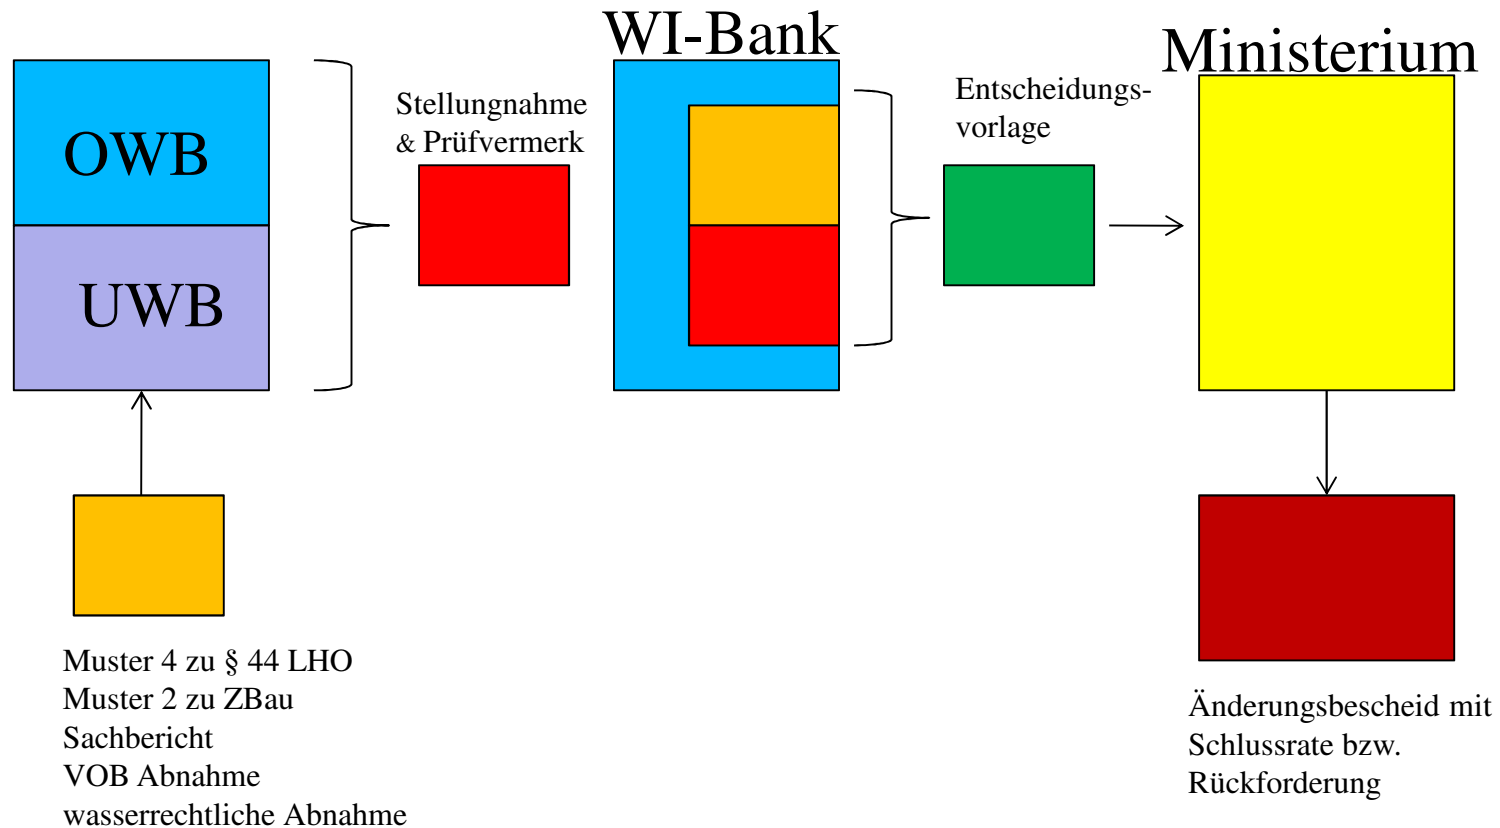 WI-Bank
Ministerium
OWB
UWB
Stellungnahme
& Prüfvermerk
Entscheidungs-
vorlage
Muster 4 zu § 44 LHO
Muster 2 zu ZBau
Sachbericht
VOB Abnahme
wasserrechtliche Abnahme
Änderungsbescheid mit
Schlussrate bzw.
Rückforderung